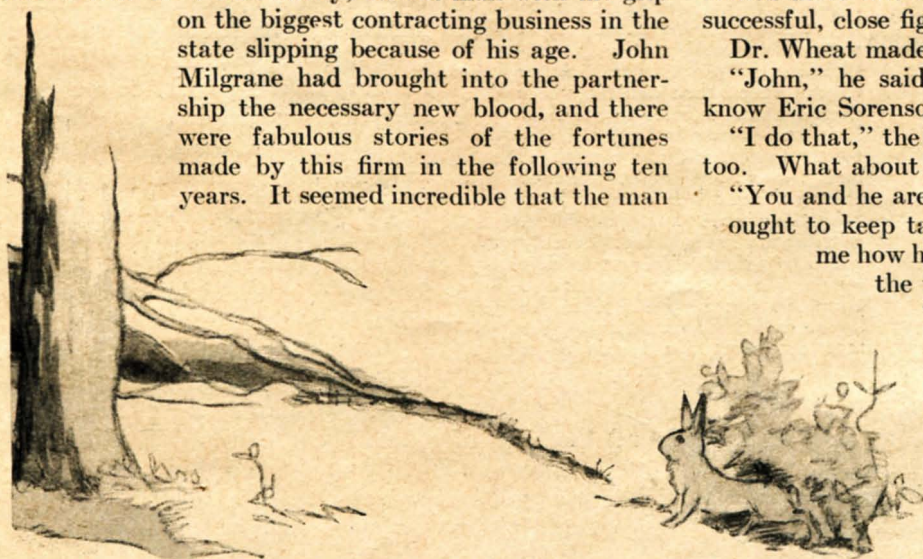 on the biggest contracting business in the
state slipping because of his age. John
Milgrane had brought into the partner-
ship the necessary new blood, and there
were fabulous stories of the fortunes
made by this firm in the following ten
years. It seemed incredible that the man
successful, close
Dr. Wheat made
“John,” he said
know Eric
“I do that,” the
too. What about
“You and he are
ought to keep
me how
the